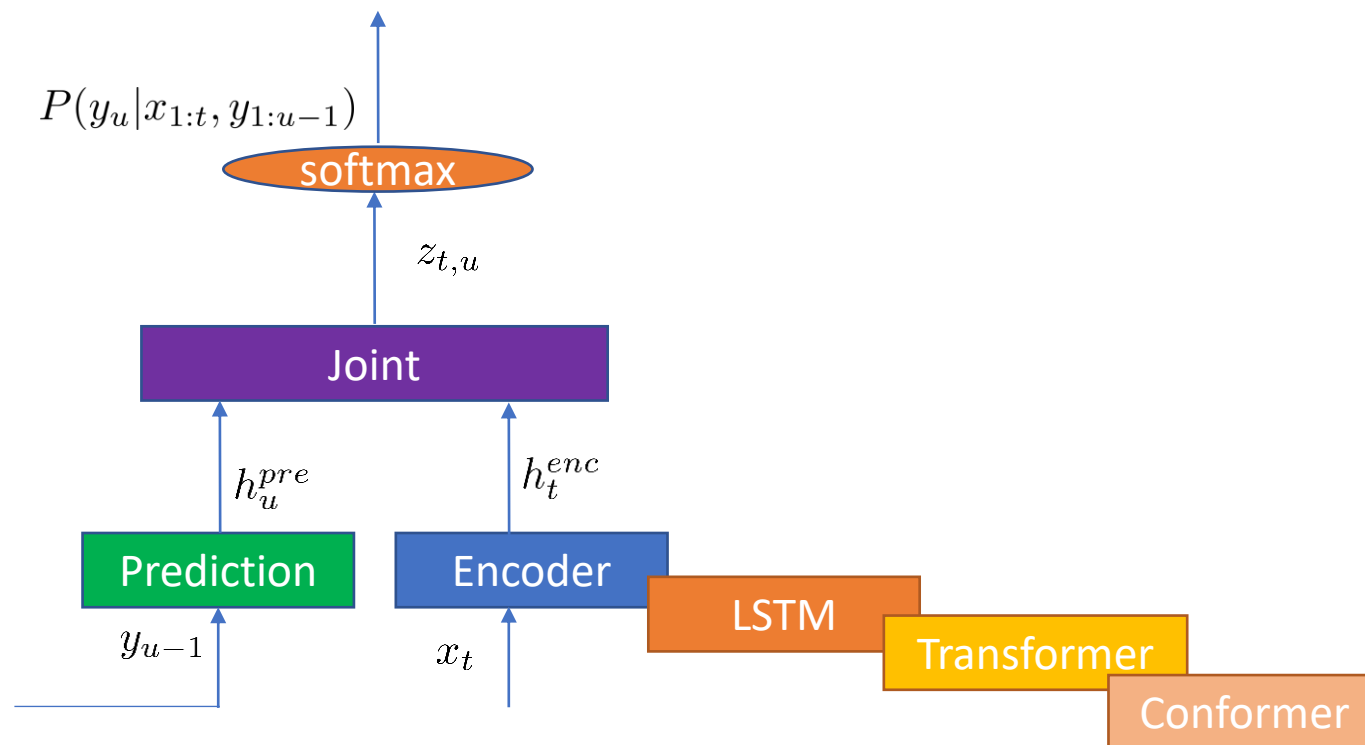 P(y_u|x_{1:t}, y_{1:u-1})
softmax
z_{t,u}
Joint
h_u^{pre}
h_t^{enc}
Prediction
Encoder
LSTM
y_{u-1}
x_t
Transformer
Conformer